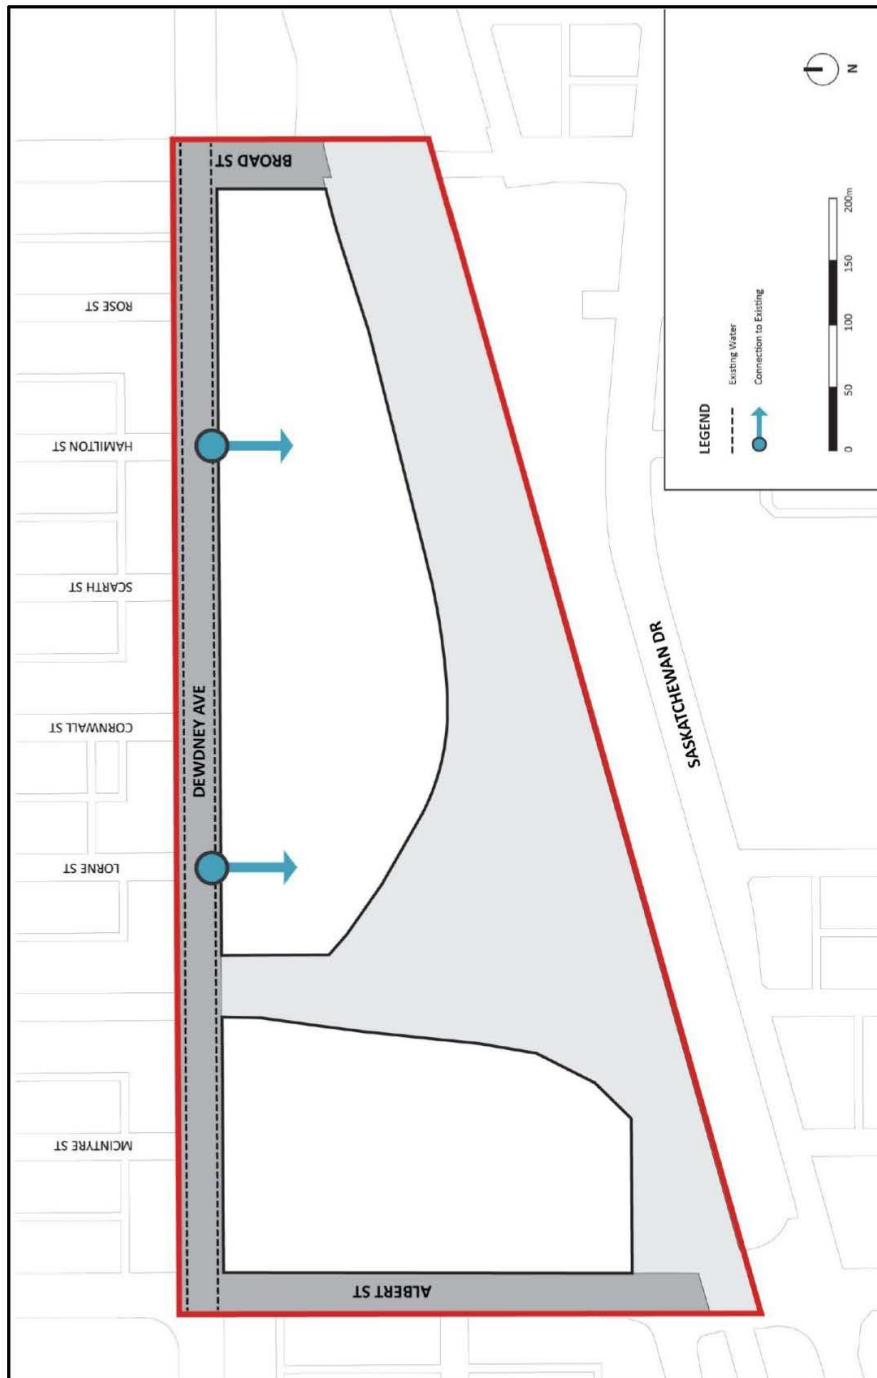 BROAD ST
ROSE ST
HAMILTON ST
SCARTH ST
CORNWALL ST
DEWDNEY AVE
LORNE ST
MCINTYRE ST
ALBERT ST
SASKATCHEWAN DR
N
LEGEND
Existing Water
Connection to Existing
0 50 100 150 200m